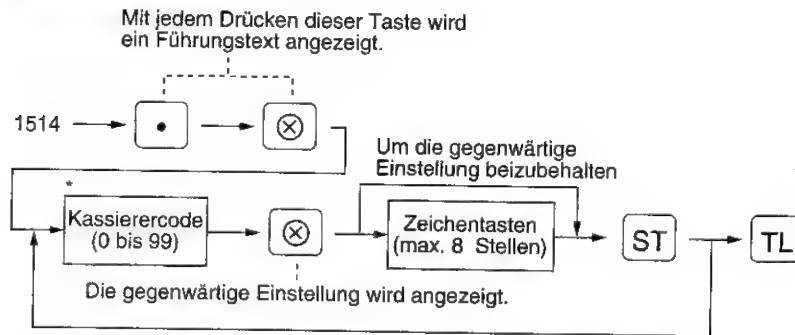 Mit jedem Drücken dieser Taste wird
ein Führungstext angezeigt.
1514 • ⊗
Um die gegenwärtige
Einstellung beizubehalten
*
Kassierercode
(0 bis 99)
⊗
Zeichentasten
(max. 8 Stellen)
ST
TL
Die gegenwärtige Einstellung wird angezeigt.